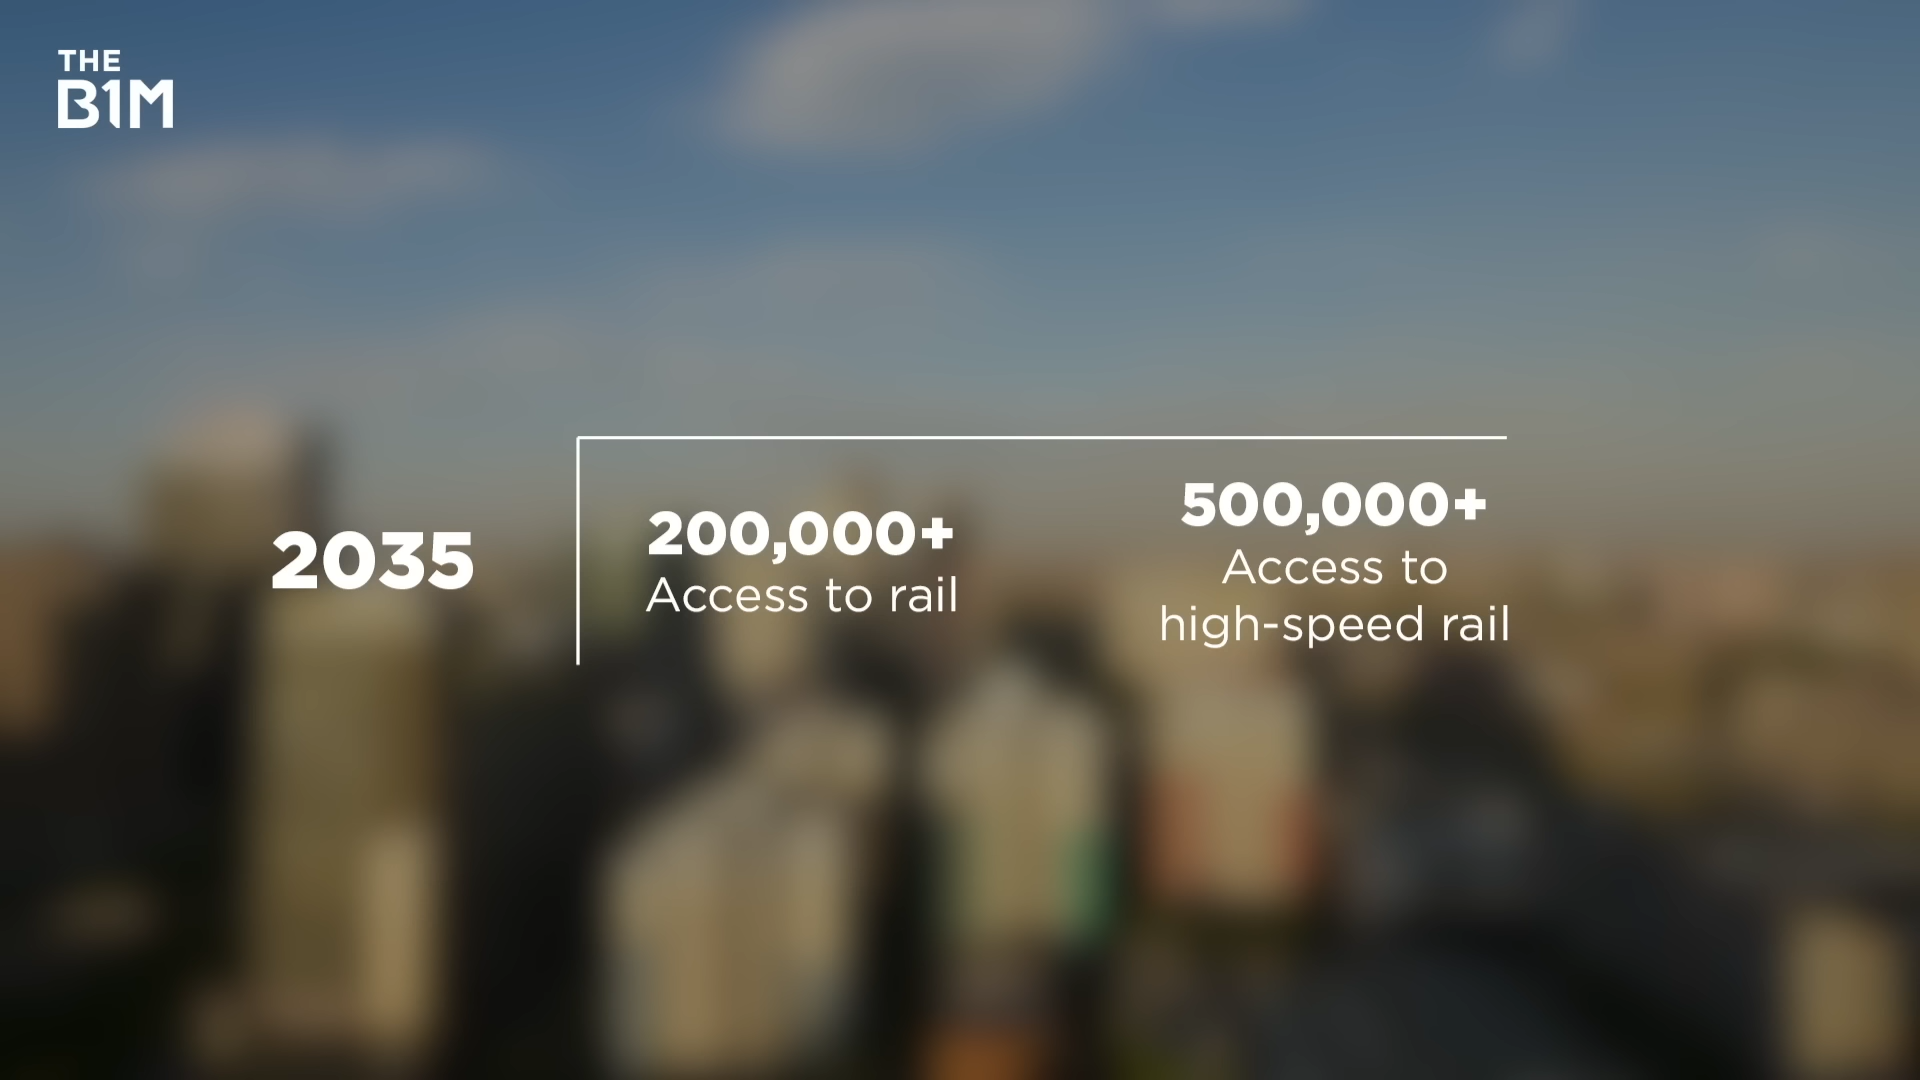 THE
B1M
2035
200,000+
Access to rail
500,000+
Access to
high-speed rail